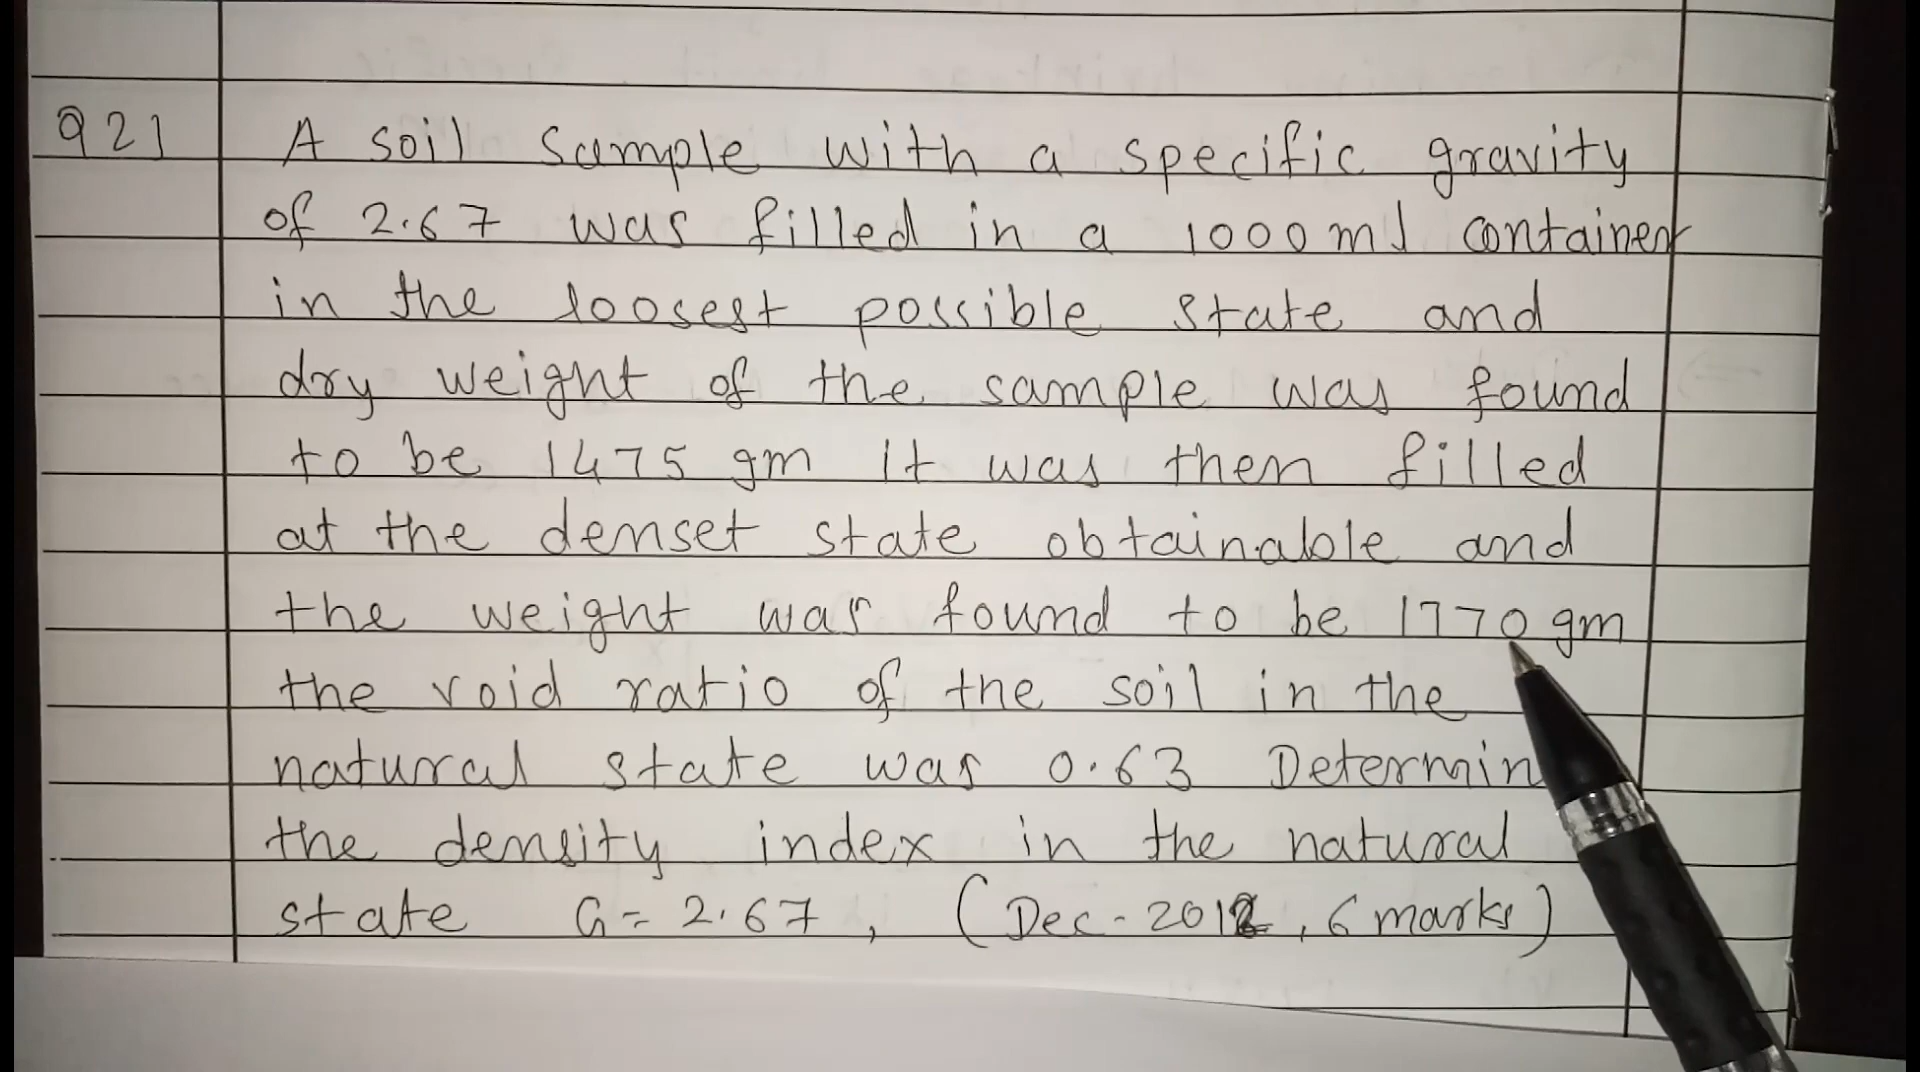 Q21 A soil sample with a specific gravity
of 2.67 was filled in a 1000 ml container
in the loosest possible state and
dry weight of the sample was found
to be 1475 gm It was then filled
at the denset state obtainable and
the weight was found to be 1770 gm
the void ratio of the soil in the
natural state was 0.63 Determin
the density index in the natural
state G = 2.67, (Dec - 2012, 6 marks)